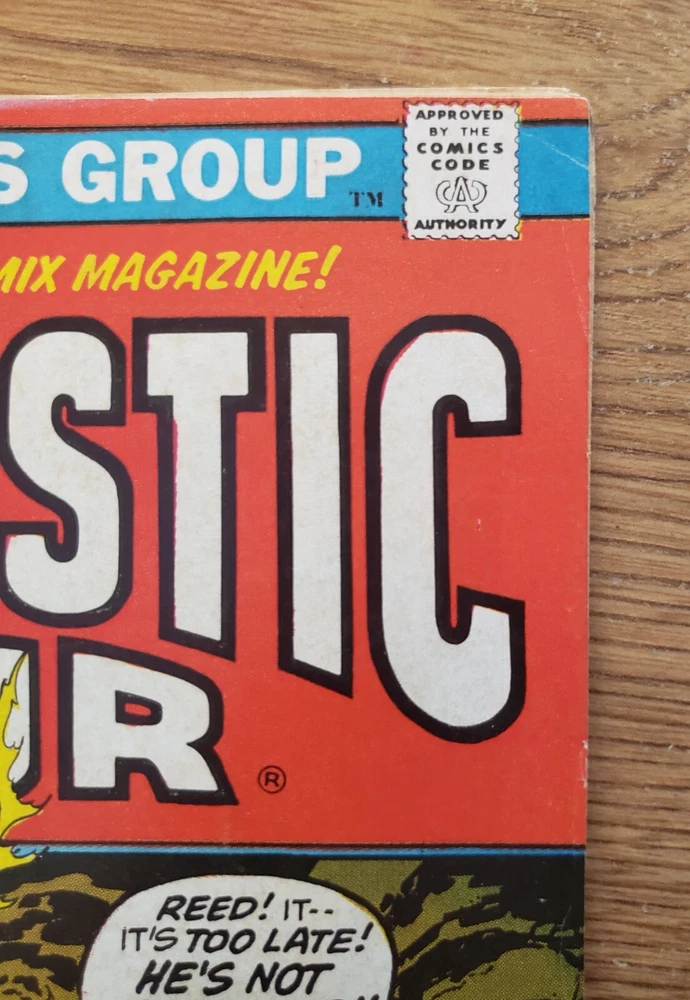 S GROUP TM
APPROVED
BY THE
COMICS
CODE
CA
AUTHORITY
MIX MAGAZINE!
STIC
UR ®
REED! IT--
IT'S TOO LATE!
HE'S NOT